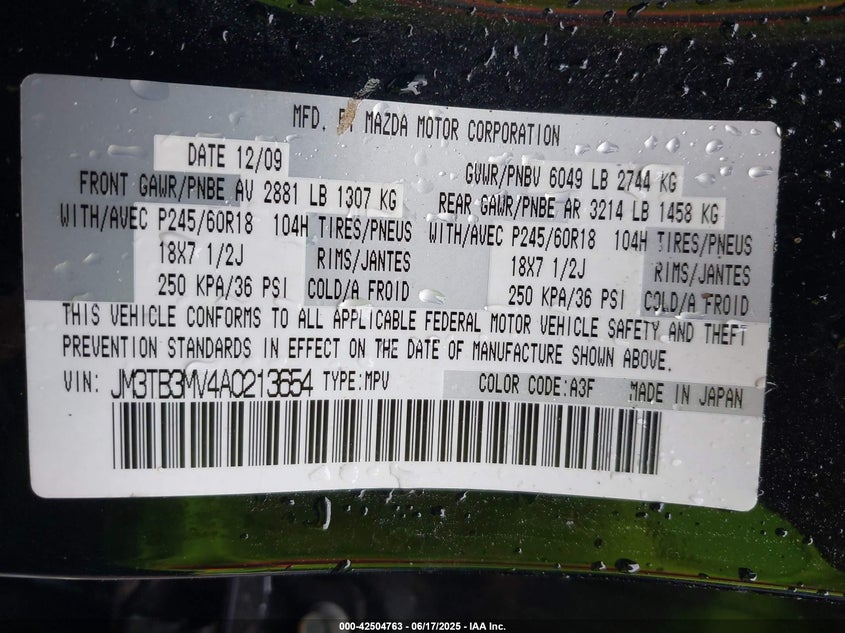 MFD. BY MAZDA MOTOR CORPORATION
DATE 12/09
GVWR/PNBV 6049 LB 2744 KG
FRONT GAWR/PNBE AV 2881 LB 1307 KG
REAR GAWR/PNBE AR 3214 LB 1458 KG
WITH/AVEC P245/60R18 104H TIRES/PNEUS
WITH/AVEC P245/60R18 104H TIRES/PNEUS
18X7 1/2J RIMS/JANTES
18X7 1/2J RIMS/JANTES
250 KPA/36 PSI COLD/A FROID
250 KPA/36 PSI COLD/A FROID
THIS VEHICLE CONFORMS TO ALL APPLICABLE FEDERAL MOTOR VEHICLE SAFETY AND THEFT
PREVENTION STANDARDS IN EFFECT ON THE DATE OF MANUFACTURE SHOWN ABOVE.
VIN: JM3TB3MV4A0213654 TYPE:MPV COLOR CODE:A3F MADE IN JAPAN
000-42504763 - 06/17/2025 - IAA Inc.